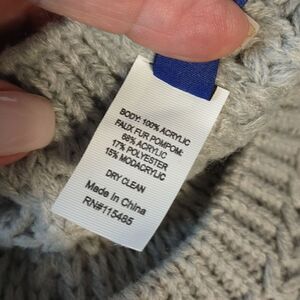 BODY: 100% ACRYLIC
FAUX FUR POMPOM:
68% ACRYLIC
17% POLYESTER
15% MODACRYLIC
DRY CLEAN
Made in China
RN#115485